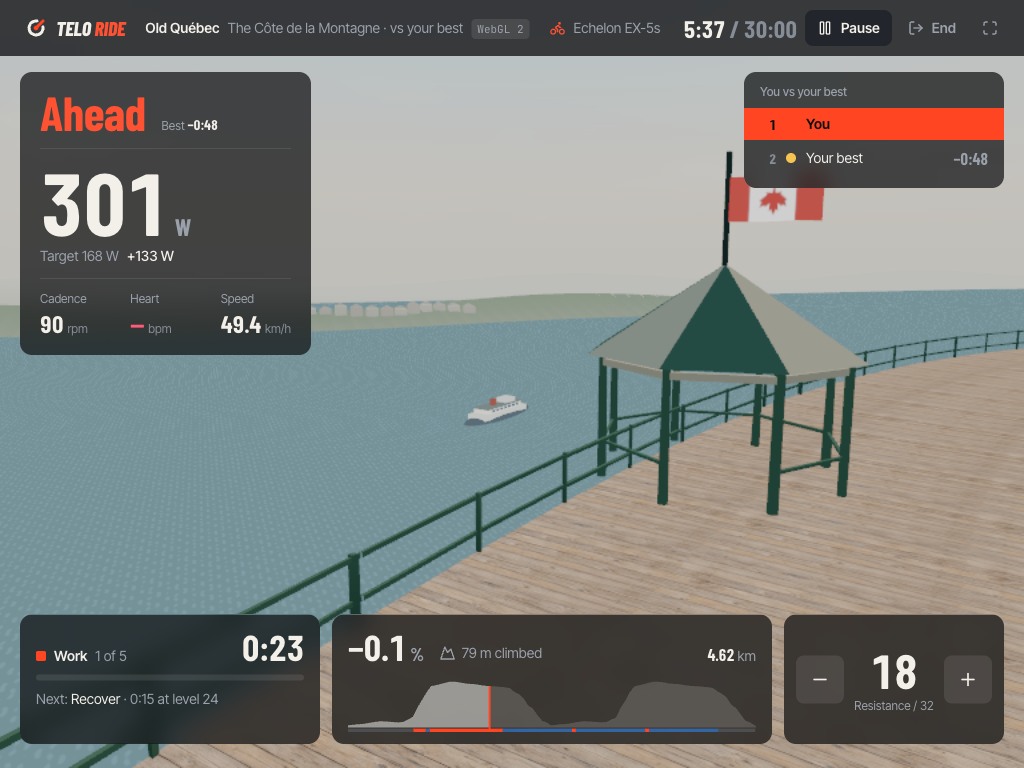 TELO RIDE
Old Québec The Côte de la Montagne · vs your best WebGL 2 Echelon EX-5s 5:37 / 30:00 Pause End
Ahead Best −0:48
301 W
Target 168 W +133 W
Cadence Heart Speed
90 rpm – bpm 49.4 km/h
You vs your best
1 You
2 Your best −0:48
Work 1 of 5 0:23
Next: Recover · 0:15 at level 24
−0.1 % 79 m climbed 4.62 km
− 18 +
Resistance / 32